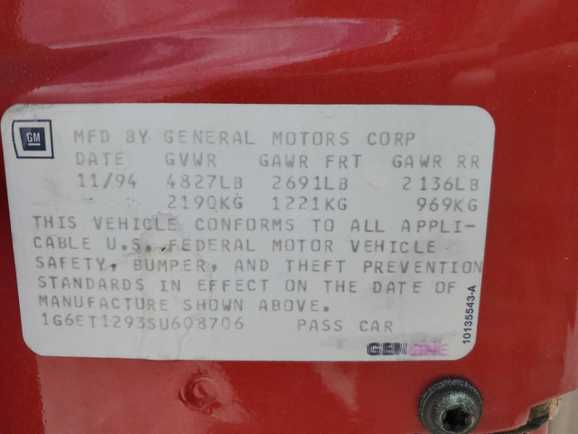 GM
MFD BY GENERAL MOTORS CORP
DATE GVWR GAWR FRT GAWR RR
11/94 4827LB 2691LB 2136LB
2190KG 1221KG 969KG
THIS VEHICLE CONFORMS TO ALL APPLI-
CABLE U.S. FEDERAL MOTOR VEHICLE
SAFETY, BUMPER, AND THEFT PREVENTION
STANDARDS IN EFFECT ON THE DATE OF
MANUFACTURE SHOWN ABOVE.
1G6ET1293SU608706 PASS CAR
GENUINE
10135543-A